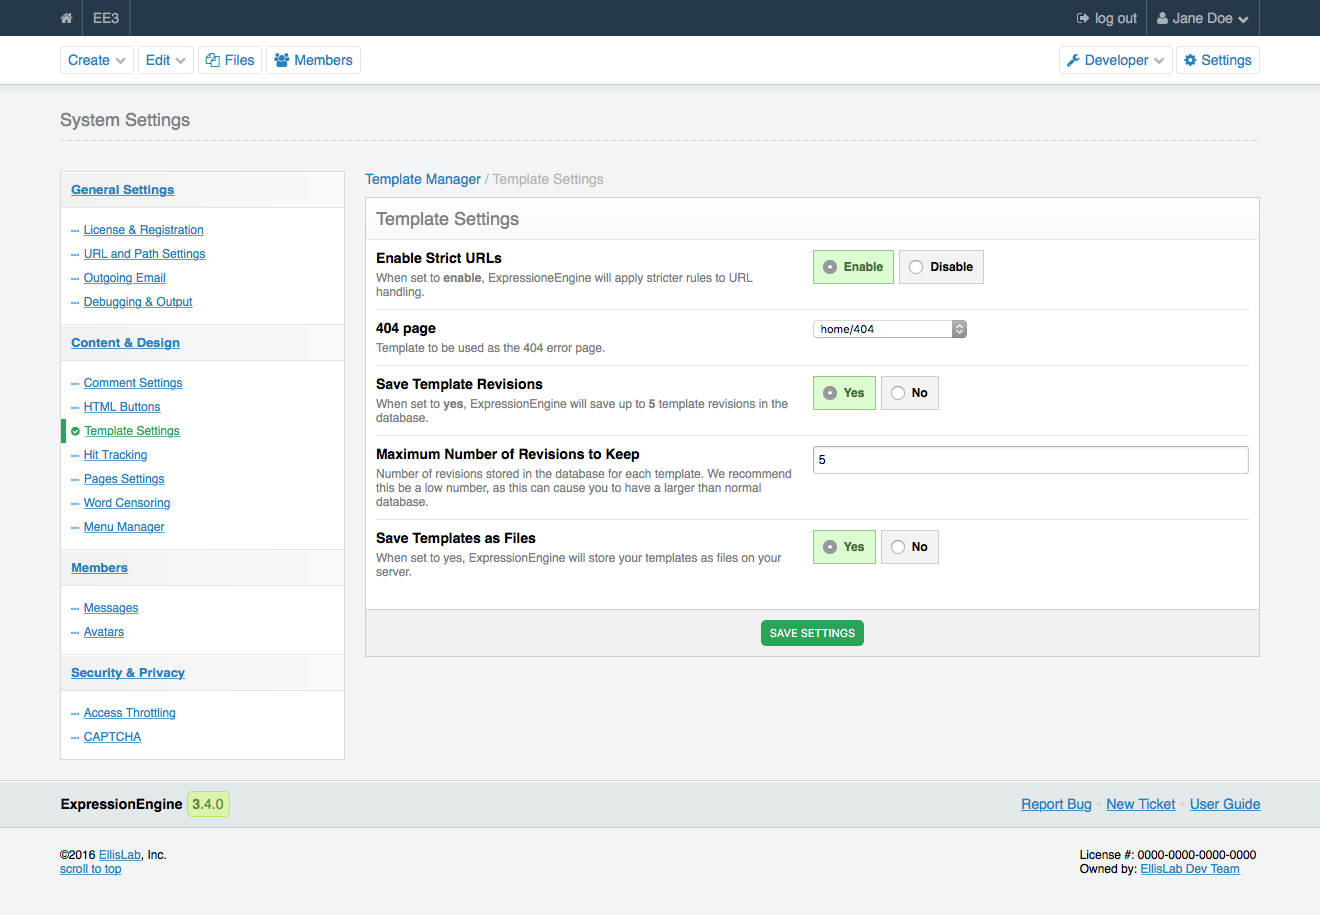 EE3
log out
Jane Doe
Create
Edit
Files
Members
Developer
Settings
System Settings
General Settings
License & Registration
URL and Path Settings
Outgoing Email
Debugging & Output
Content & Design
Comment Settings
HTML Buttons
Template Settings
Hit Tracking
Pages Settings
Word Censoring
Menu Manager
Members
Messages
Avatars
Security & Privacy
Access Throttling
CAPTCHA
Template Manager / Template Settings
Template Settings
Enable Strict URLs
When set to enable, ExpressioneEngine will apply stricter rules to URL
handling.
Enable
Disable
404 page
Template to be used as the 404 error page.
home/404
Save Template Revisions
When set to yes, ExpressionEngine will save up to 5 template revisions in the
database.
Yes
No
Maximum Number of Revisions to Keep
Number of revisions stored in the database for each template. We recommend
this be a low number, as this can cause you to have a larger than normal
database.
5
Save Templates as Files
When set to yes, ExpressionEngine will store your templates as files on your
server.
Yes
No
SAVE SETTINGS
ExpressionEngine 3.4.0
Report Bug
New Ticket
User Guide
©2016 EllisLab, Inc.
scroll to top
License #: 0000-0000-0000-0000
Owned by: EllisLab Dev Team